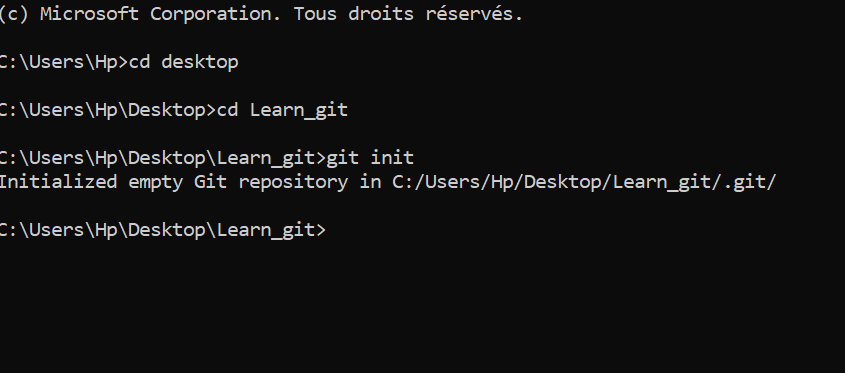 (c) Microsoft Corporation. Tous droits réservés.
C:\Users\Hp>cd desktop
C:\Users\Hp\Desktop>cd Learn_git
C:\Users\Hp\Desktop\Learn_git>git init
Initialized empty Git repository in C:/Users/Hp/Desktop/Learn_git/.git/
C:\Users\Hp\Desktop\Learn_git>